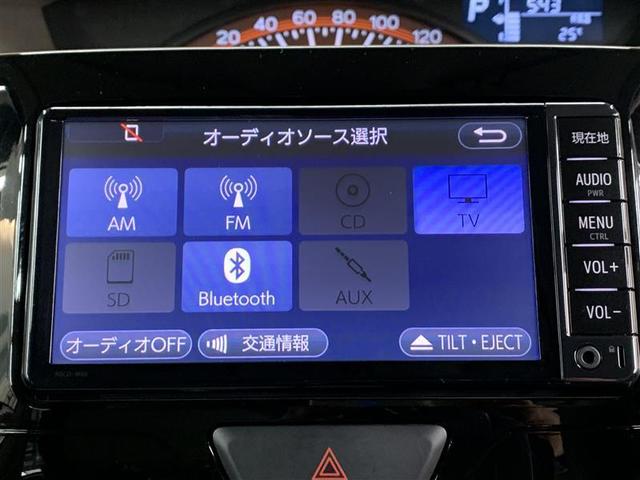 P 543
20 40 60 80 100 120
25℃
オーディオソース選択
現在地
AM FM CD TV
AUDIO
PWR
MENU
CTRL
SD Bluetooth AUX
VOL+
VOL-
オーディオOFF 交通情報 TILT・EJECT